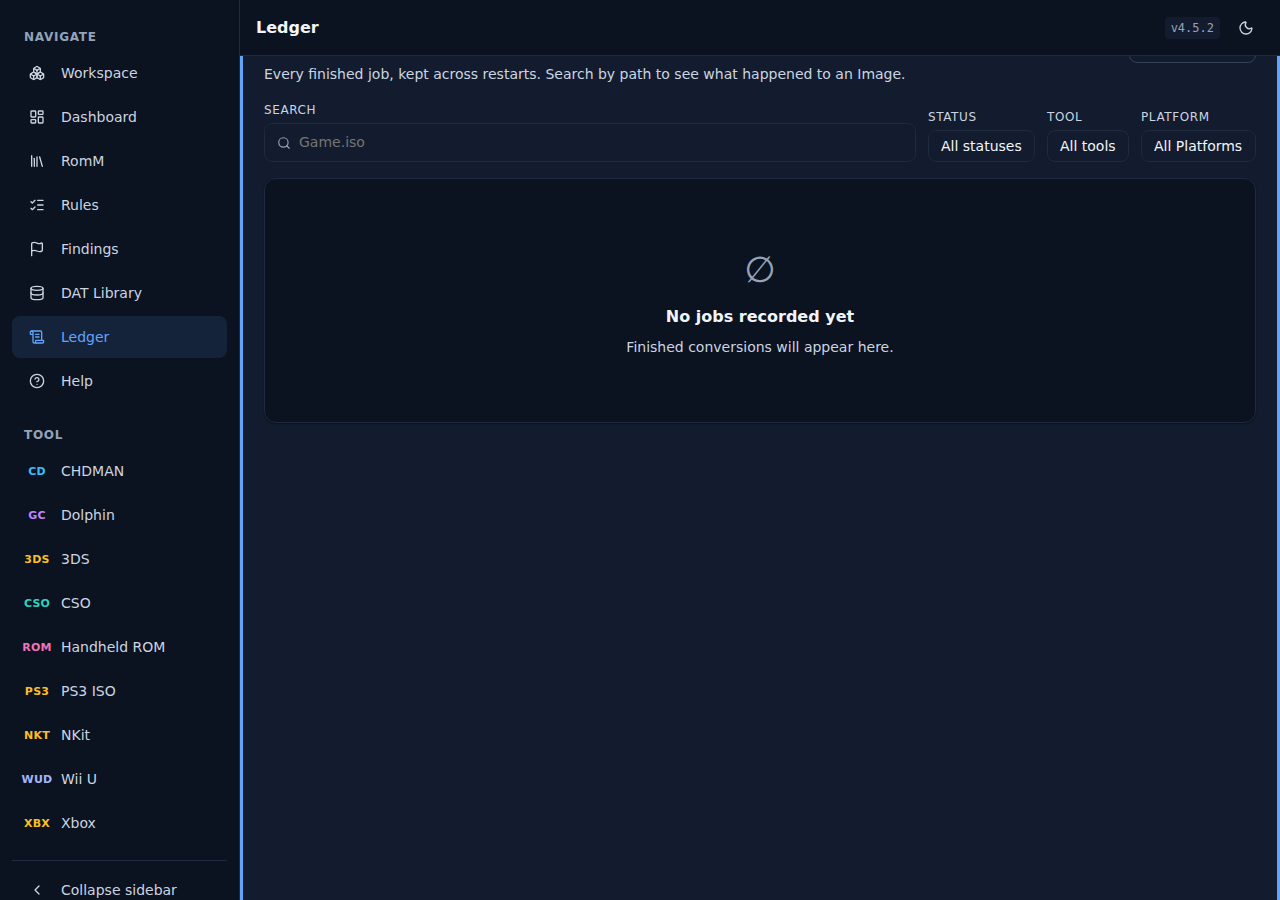 NAVIGATE
Workspace
Dashboard
RomM
Rules
Findings
DAT Library
Ledger
Help
TOOL
CD CHDMAN
GC Dolphin
3DS 3DS
CSO CSO
ROM Handheld ROM
PS3 PS3 ISO
NKT NKit
WUD Wii U
XBX Xbox
Collapse sidebar
Ledger
v4.5.2
Every finished job, kept across restarts. Search by path to see what happened to an Image.
SEARCH
Game.iso
STATUS
All statuses
TOOL
All tools
PLATFORM
All Platforms
No jobs recorded yet
Finished conversions will appear here.